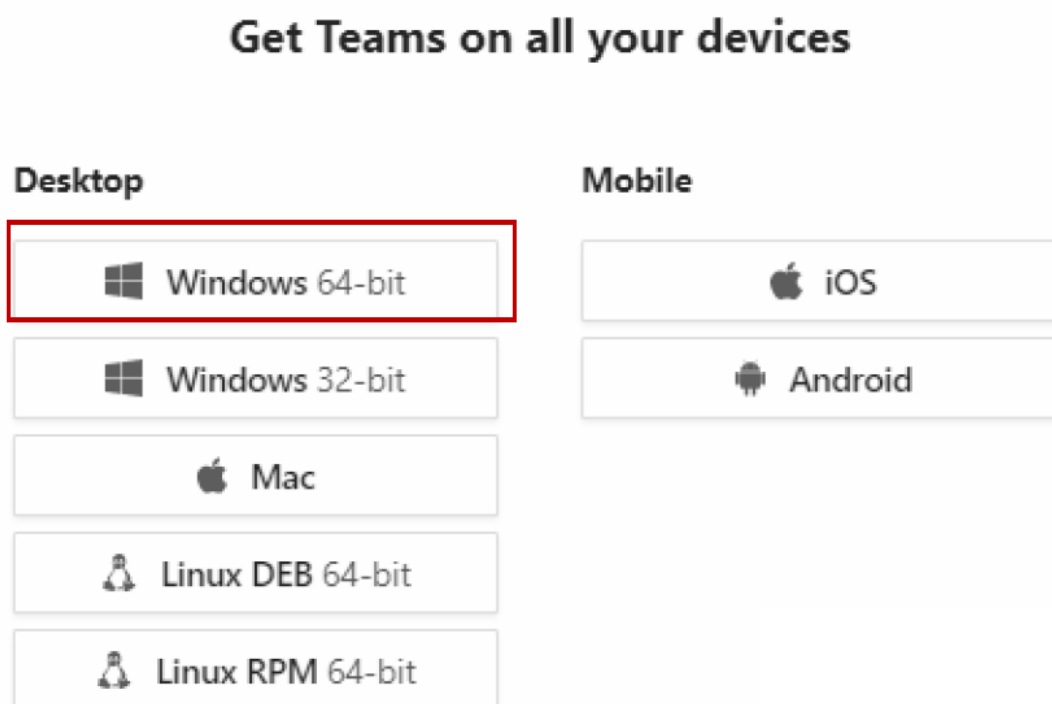 Get Teams on all your devices
Desktop
Windows 64-bit
Windows 32-bit
Mac
Linux DEB 64-bit
Linux RPM 64-bit
Mobile
iOS
Android